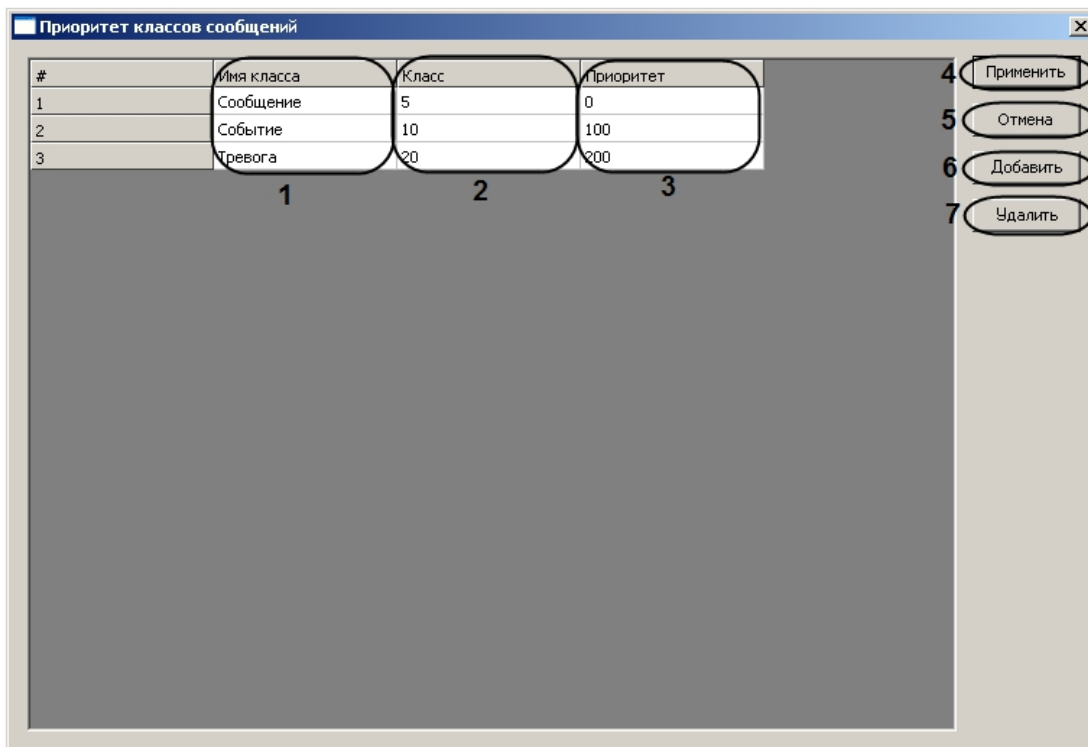 Приоритет классов сообщений
# Имя класса Класс Приоритет
1 Сообщение 5 0
2 Событие 10 100
3 Тревога 20 200
1 2 3
4 Применить
5 Отмена
6 Добавить
7 Удалить